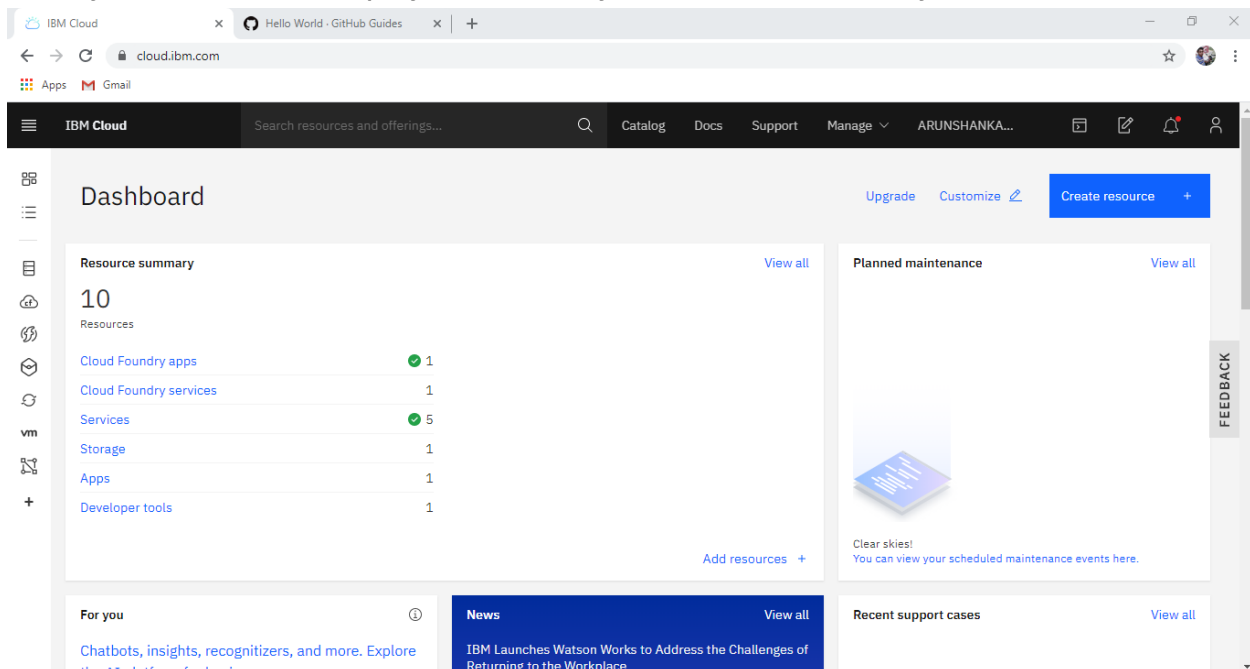 IBM Cloud
Hello World · GitHub Guides
cloud.ibm.com
Apps
Gmail
IBM Cloud
Search resources and offerings...
Catalog
Docs
Support
Manage
ARUNSHANKA...
Dashboard
Upgrade
Customize
Create resource +
Resource summary
View all
10
Resources
Cloud Foundry apps 1
Cloud Foundry services 1
Services 5
Storage 1
Apps 1
Developer tools 1
Add resources +
Planned maintenance
View all
Clear skies!
You can view your scheduled maintenance events here.
cf
vm
FEEDBACK
For you
Chatbots, insights, recognitizers, and more. Explore
News
View all
IBM Launches Watson Works to Address the Challenges of
Returning to the Workplace
Recent support cases
View all